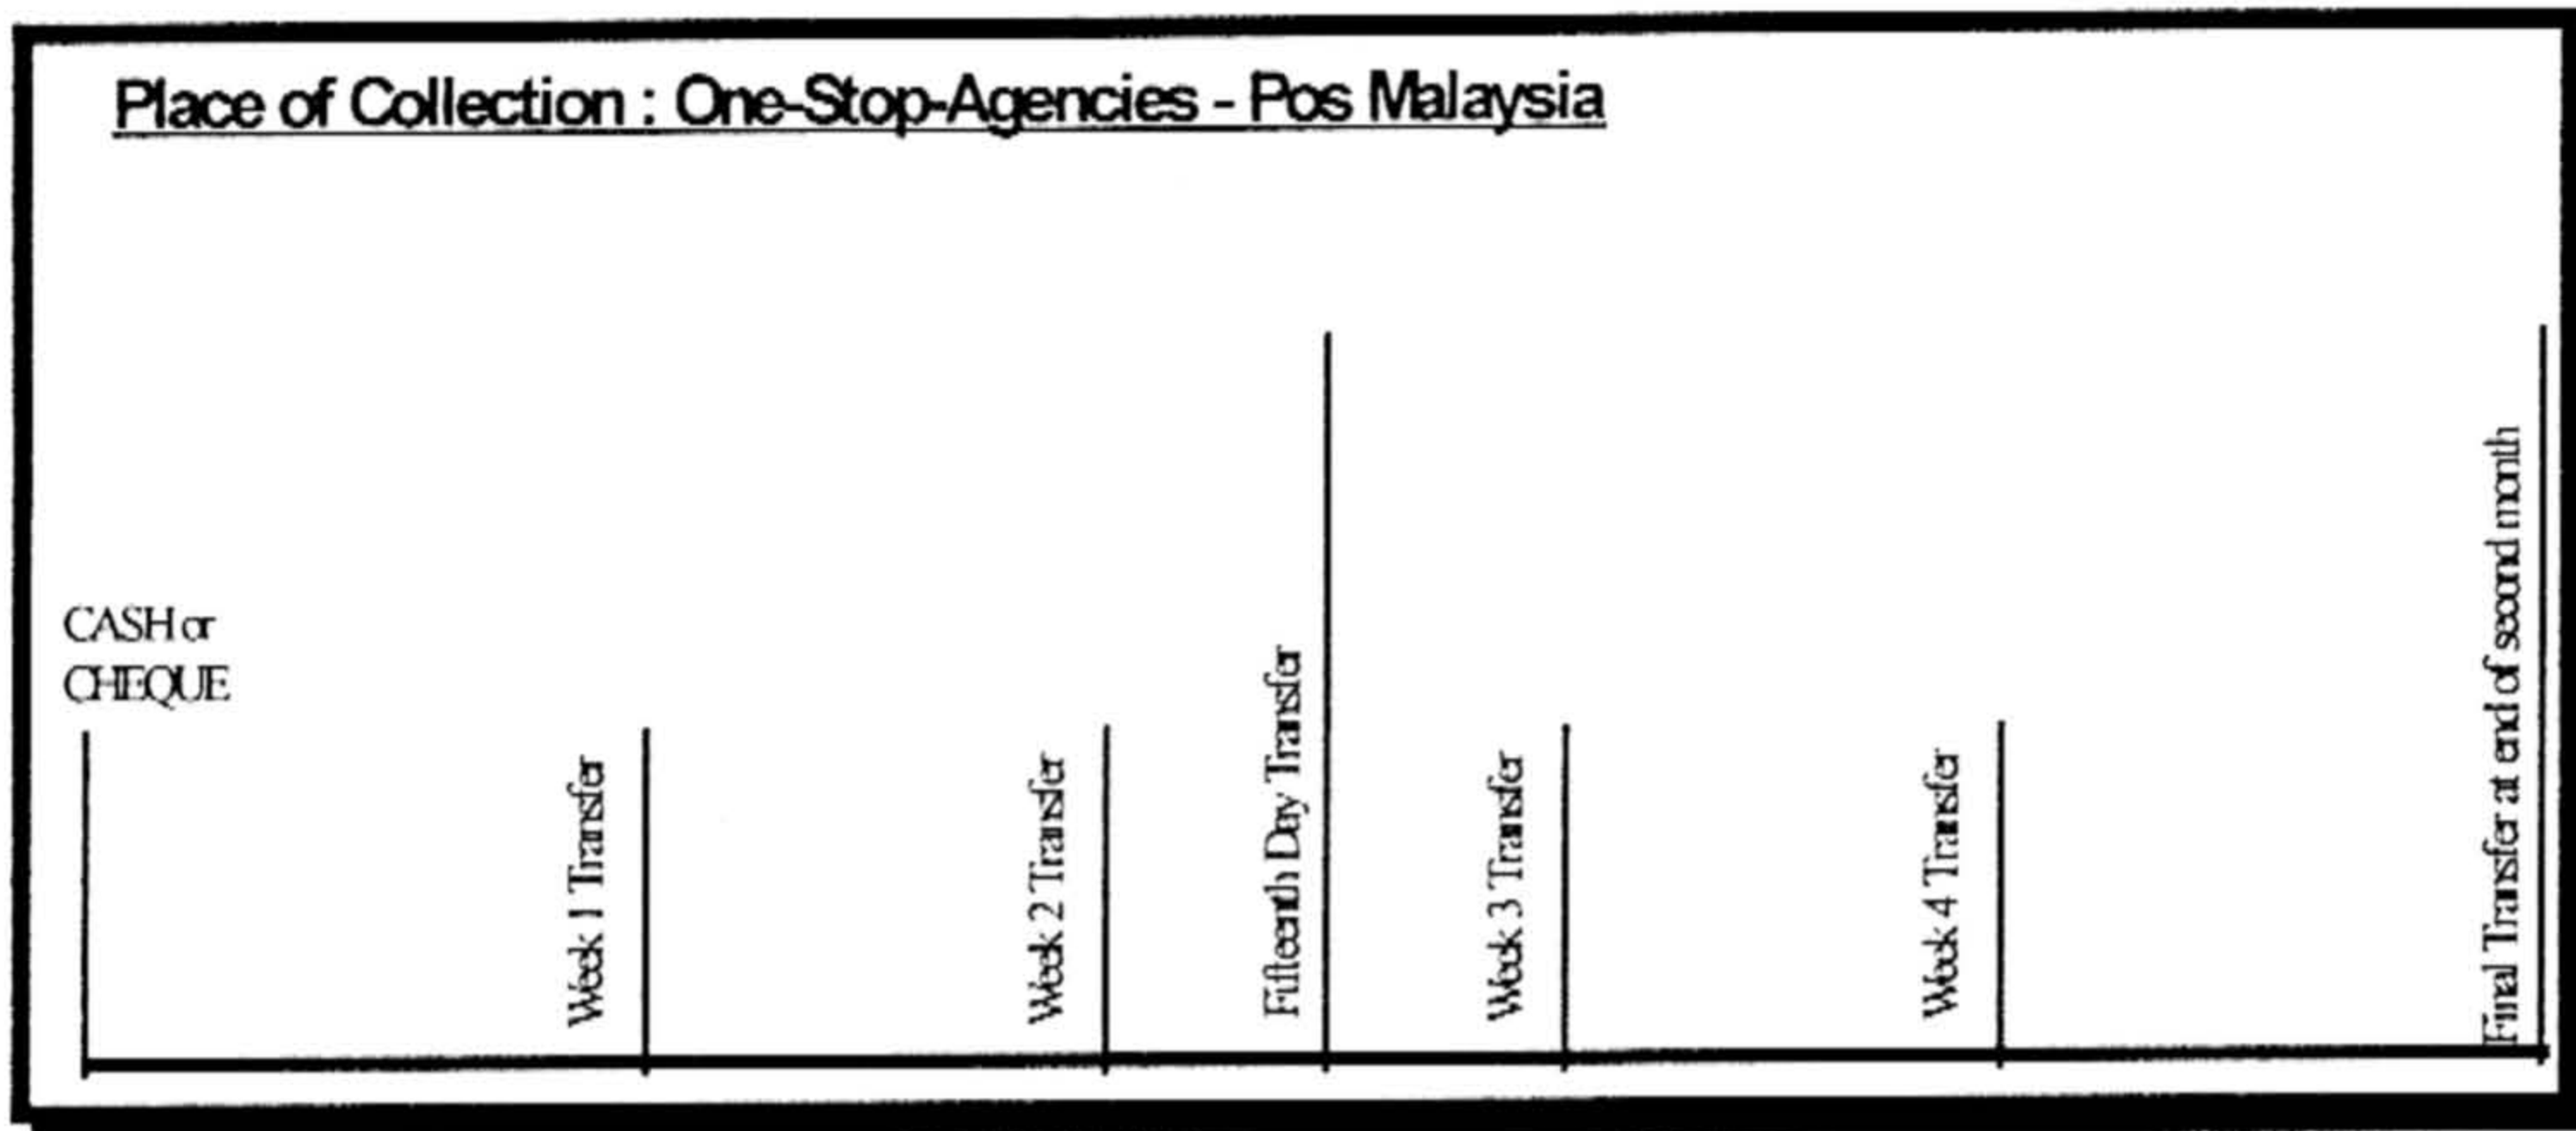 Place of Collection : One-Stop-Agencies - Pos Malaysia
CASH or
CHEQUE
Week 1 Transfer
Week 2 Transfer
Fifteenth Day Transfer
Week 3 Transfer
Week 4 Transfer
Final Transfer at end of second month